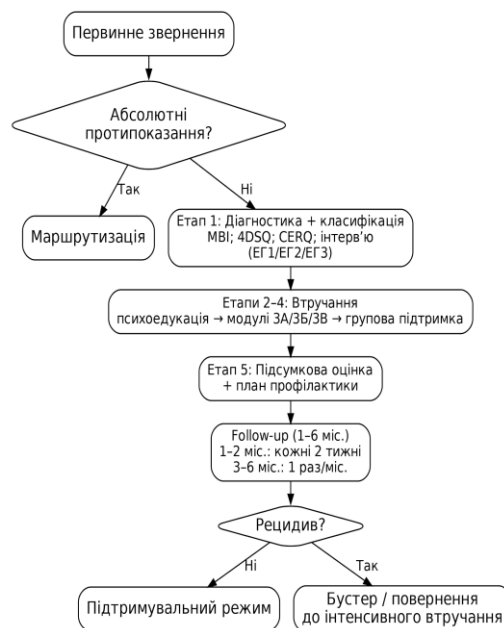 Первинне звернення
Абсолютні
протипоказання?
Так
Ні
Маршрутизація
Етап 1: Діагностика + класифікація
MBI; 4DSQ; CERQ; інтерв’ю
(ЕГ1/ЕГ2/ЕГ3)
Етапи 2–4: Втручання
психоедукація → модулі 3А/3Б/3В → групова підтримка
Етап 5: Підсумкова оцінка
+ план профілактики
Follow-up (1–6 міс.)
1–2 міс.: кожні 2 тижні
3–6 міс.: 1 раз/міс.
Рецидив?
Ні
Так
Підтримувальний режим
Бустер / повернення
до інтенсивного втручання